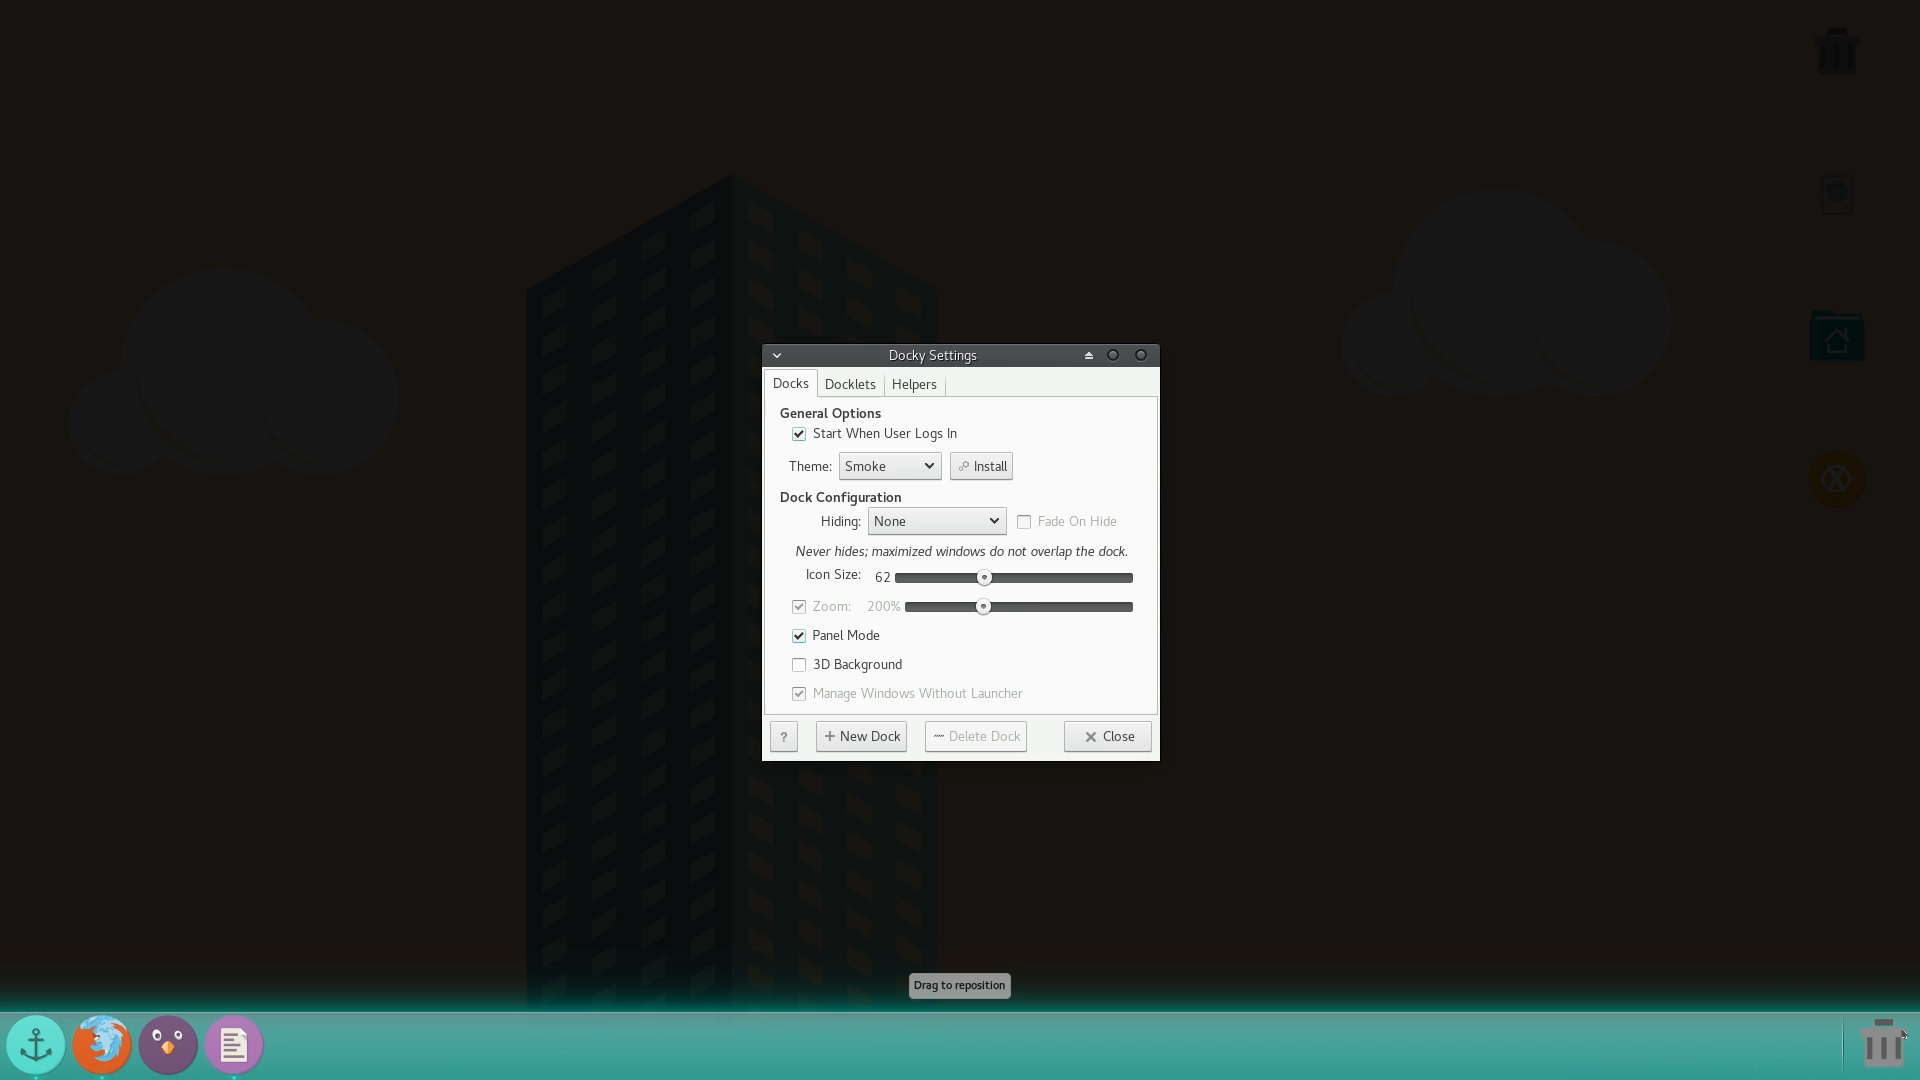 Docky Settings
Docks Docklets Helpers
General Options
Start When User Logs In
Theme: Smoke Install
Dock Configuration
Hiding: None Fade On Hide
Never hides; maximized windows do not overlap the dock.
Icon Size: 62
Zoom: 200%
Panel Mode
3D Background
Manage Windows Without Launcher
? New Dock Delete Dock Close
Drag to reposition